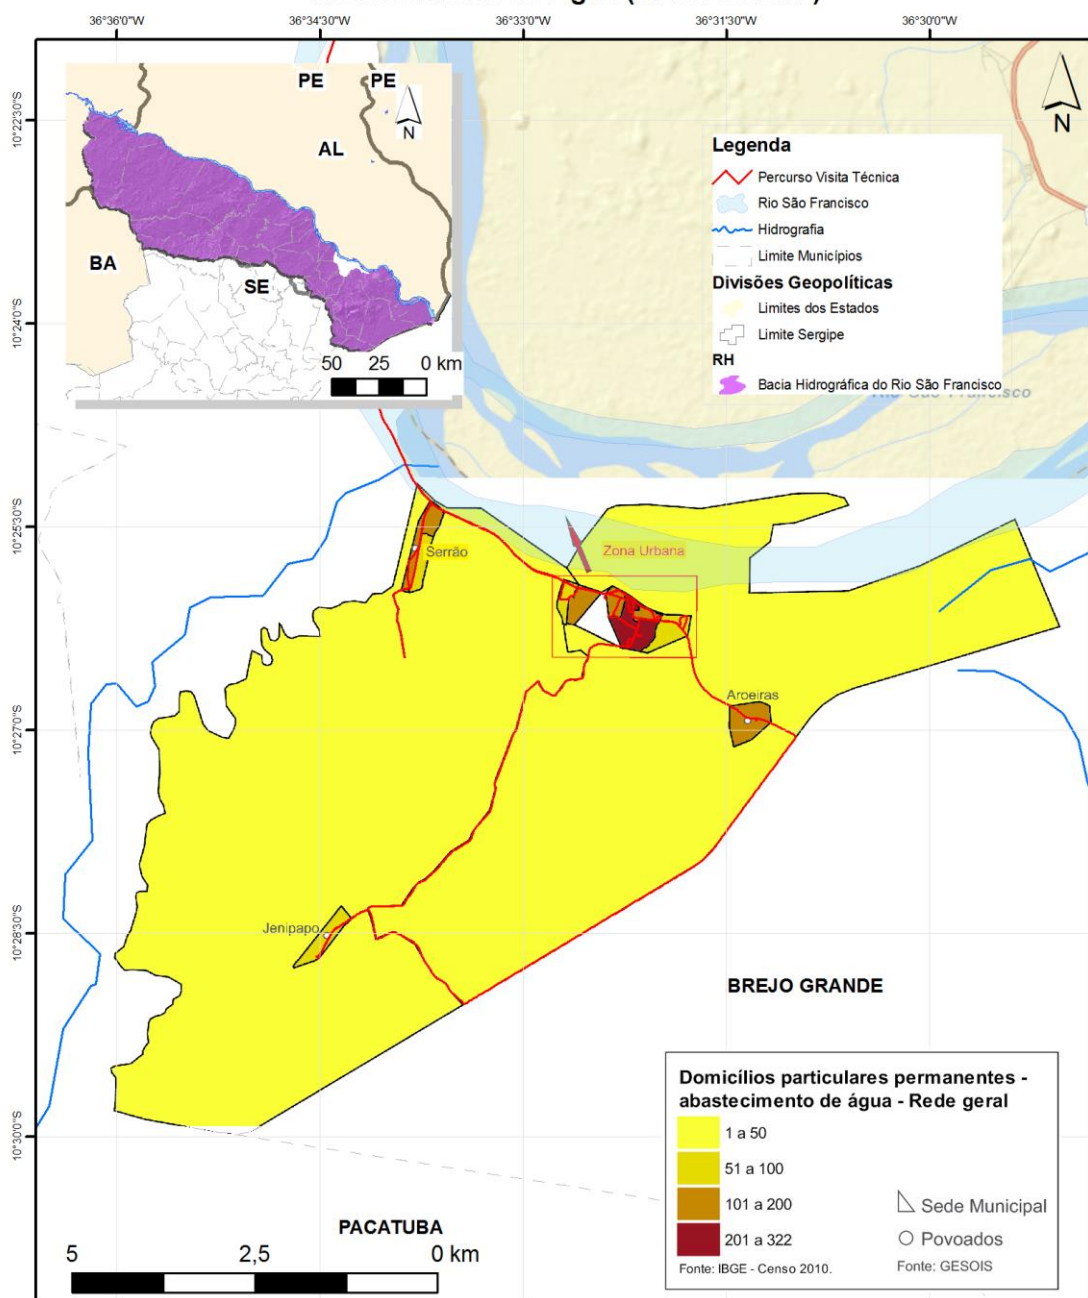 36°36'0"W
36°34'30"W
36°33'0"W
36°31'30"W
36°30'0"W
10°22'30"S
10°24'0"S
10°25'30"S
10°27'0"S
10°28'30"S
10°30'0"S
PE
PE
N
AL
BA
SE
50 25 0 km
N
Legenda
Percurso Visita Técnica
Rio São Francisco
Hidrografia
Limite Municípios
Divisões Geopolíticas
Limites dos Estados
Limite Sergipe
RH
Bacia Hidrográfica do Rio São Francisco
Rio São Francisco
Serrão
Zona Urbana
Aroeiras
Jenipapo
BREJO GRANDE
PACATUBA
5 2,5 0 km
Domicílios particulares permanentes -
abastecimento de água - Rede geral
1 a 50
51 a 100
101 a 200
201 a 322
Sede Municipal
Povoados
Fonte: IBGE - Censo 2010.
Fonte: GESOIS